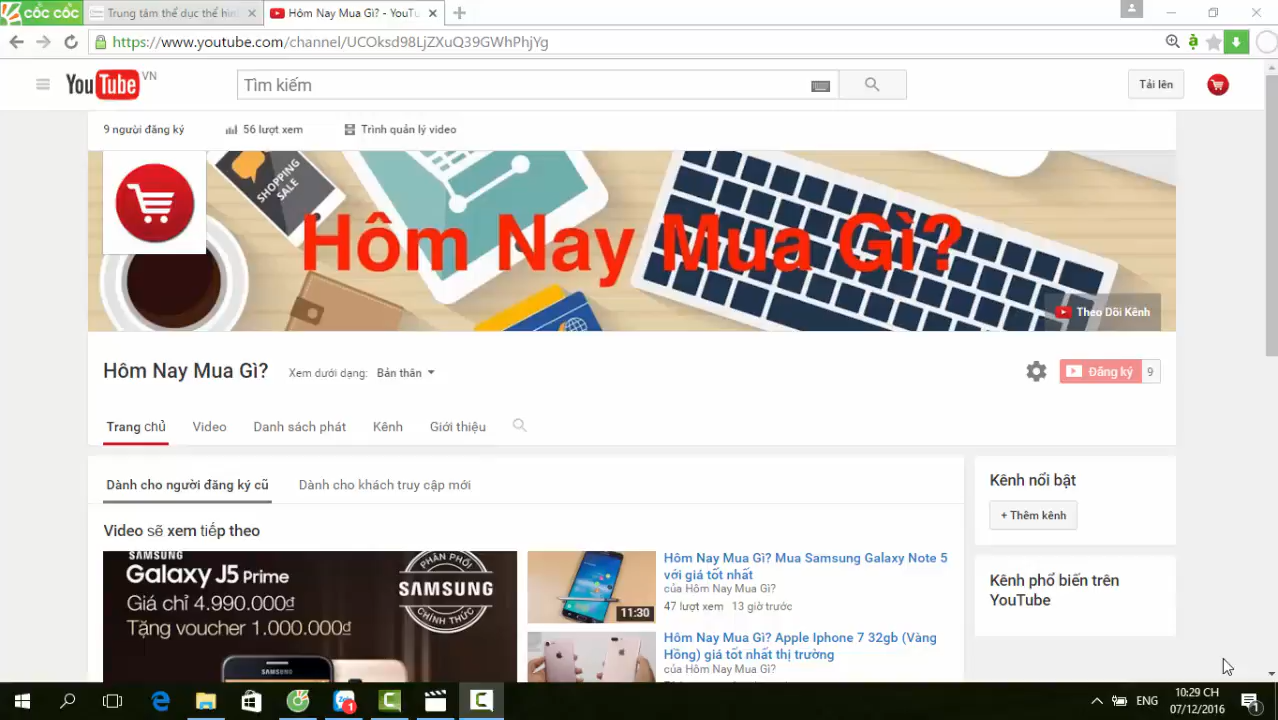 CỐC CỐC
Trung tâm thể dục thể hìn
Hôm Nay Mua Gì? - YouTu
https://www.youtube.com/channel/UCOksd98LjZXuQ39GWhPhjYg
YouTube VN
Tìm kiếm
Tải lên
9 người đăng ký
56 lượt xem
Trình quản lý video
SHOPPING
SALE
Hôm Nay Mua Gì?
Theo Dõi Kênh
Hôm Nay Mua Gì?
Xem dưới dạng: Bản thân
Đăng ký 9
Trang chủ
Video
Danh sách phát
Kênh
Giới thiệu
Dành cho người đăng ký cũ
Dành cho khách truy cập mới
Video sẽ xem tiếp theo
SAMSUNG
Galaxy J5 Prime
Giá chỉ 4.990.000đ
Tặng voucher 1.000.000đ
PHÂN PHỐI
SAMSUNG
CHÍNH THỨC
SAMSUNG
11:30
Hôm Nay Mua Gì? Mua Samsung Galaxy Note 5
với giá tốt nhất
của Hôm Nay Mua Gì?
47 lượt xem 13 giờ trước
Hôm Nay Mua Gì? Apple Iphone 7 32gb (Vàng
Hồng) giá tốt nhất thị trường
của Hôm Nay Mua Gì?
Kênh nổi bật
+ Thêm kênh
Kênh phổ biến trên
YouTube
Zalo
1
ENG
10:29 CH
07/12/2016
1